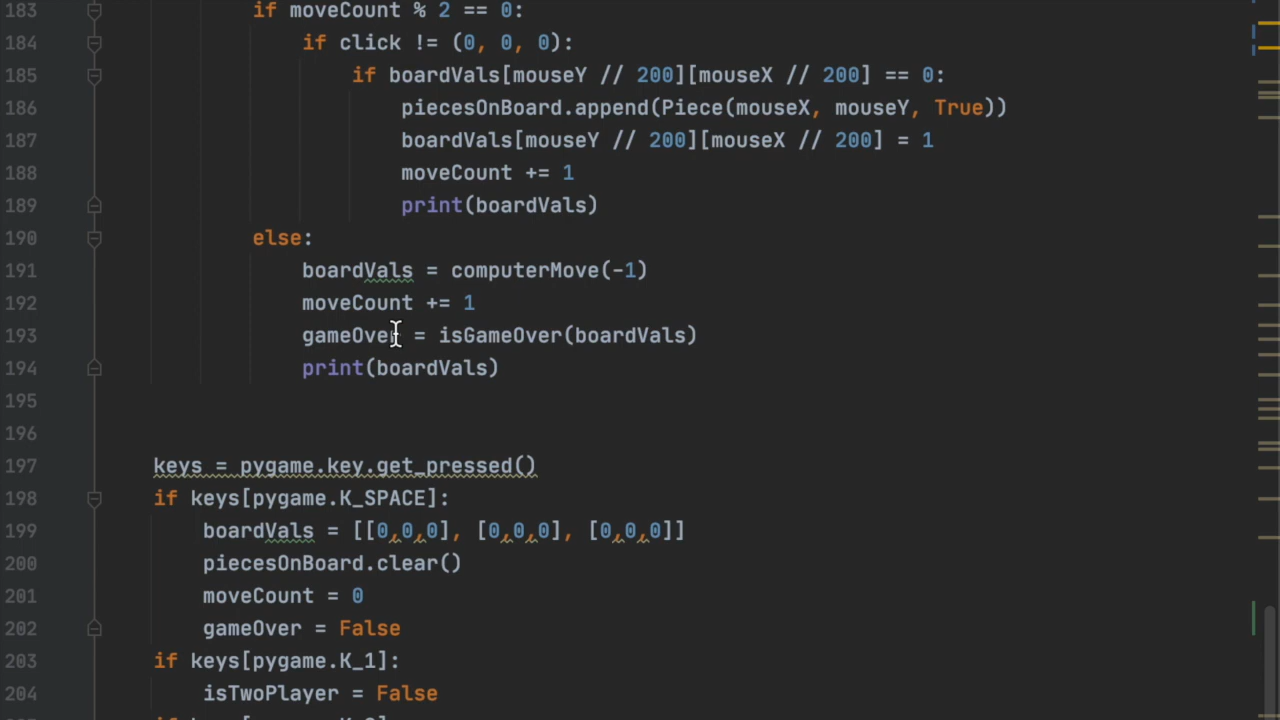 183 if moveCount % 2 == 0:
184 if click != (0, 0, 0):
185 if boardVals[mouseY // 200][mouseX // 200] == 0:
186 piecesOnBoard.append(Piece(mouseX, mouseY, True))
187 boardVals[mouseY // 200][mouseX // 200] = 1
188 moveCount += 1
189 print(boardVals)
190 else:
191 boardVals = computerMove(-1)
192 moveCount += 1
193 gameOver = isGameOver(boardVals)
194 print(boardVals)
195
196
197 keys = pygame.key.get_pressed()
198 if keys[pygame.K_SPACE]:
199 boardVals = [[0,0,0], [0,0,0], [0,0,0]]
200 piecesOnBoard.clear()
201 moveCount = 0
202 gameOver = False
203 if keys[pygame.K_1]:
204 isTwoPlayer = False